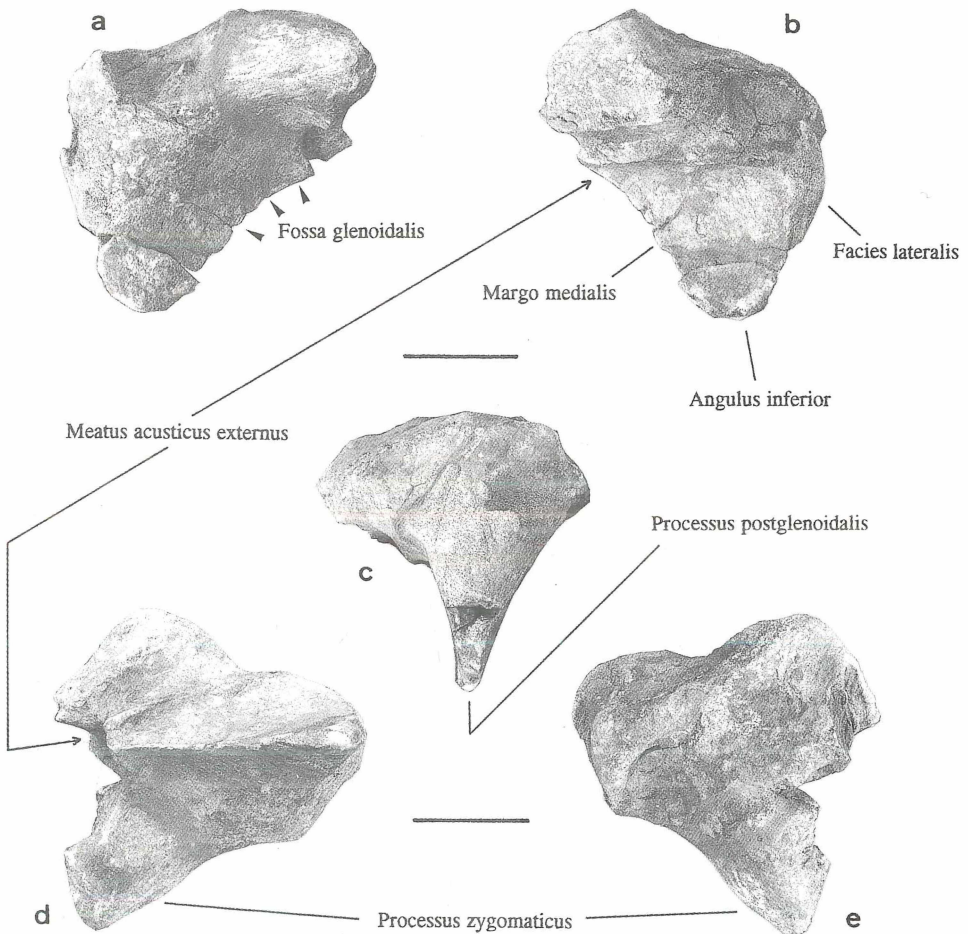 a
b
Fossa glenoidalis
Facies lateralis
Margo medialis
Angulus inferior
Meatus acusticus externus
Processus postglenoidalis
c
d
Processus zygomaticus
e